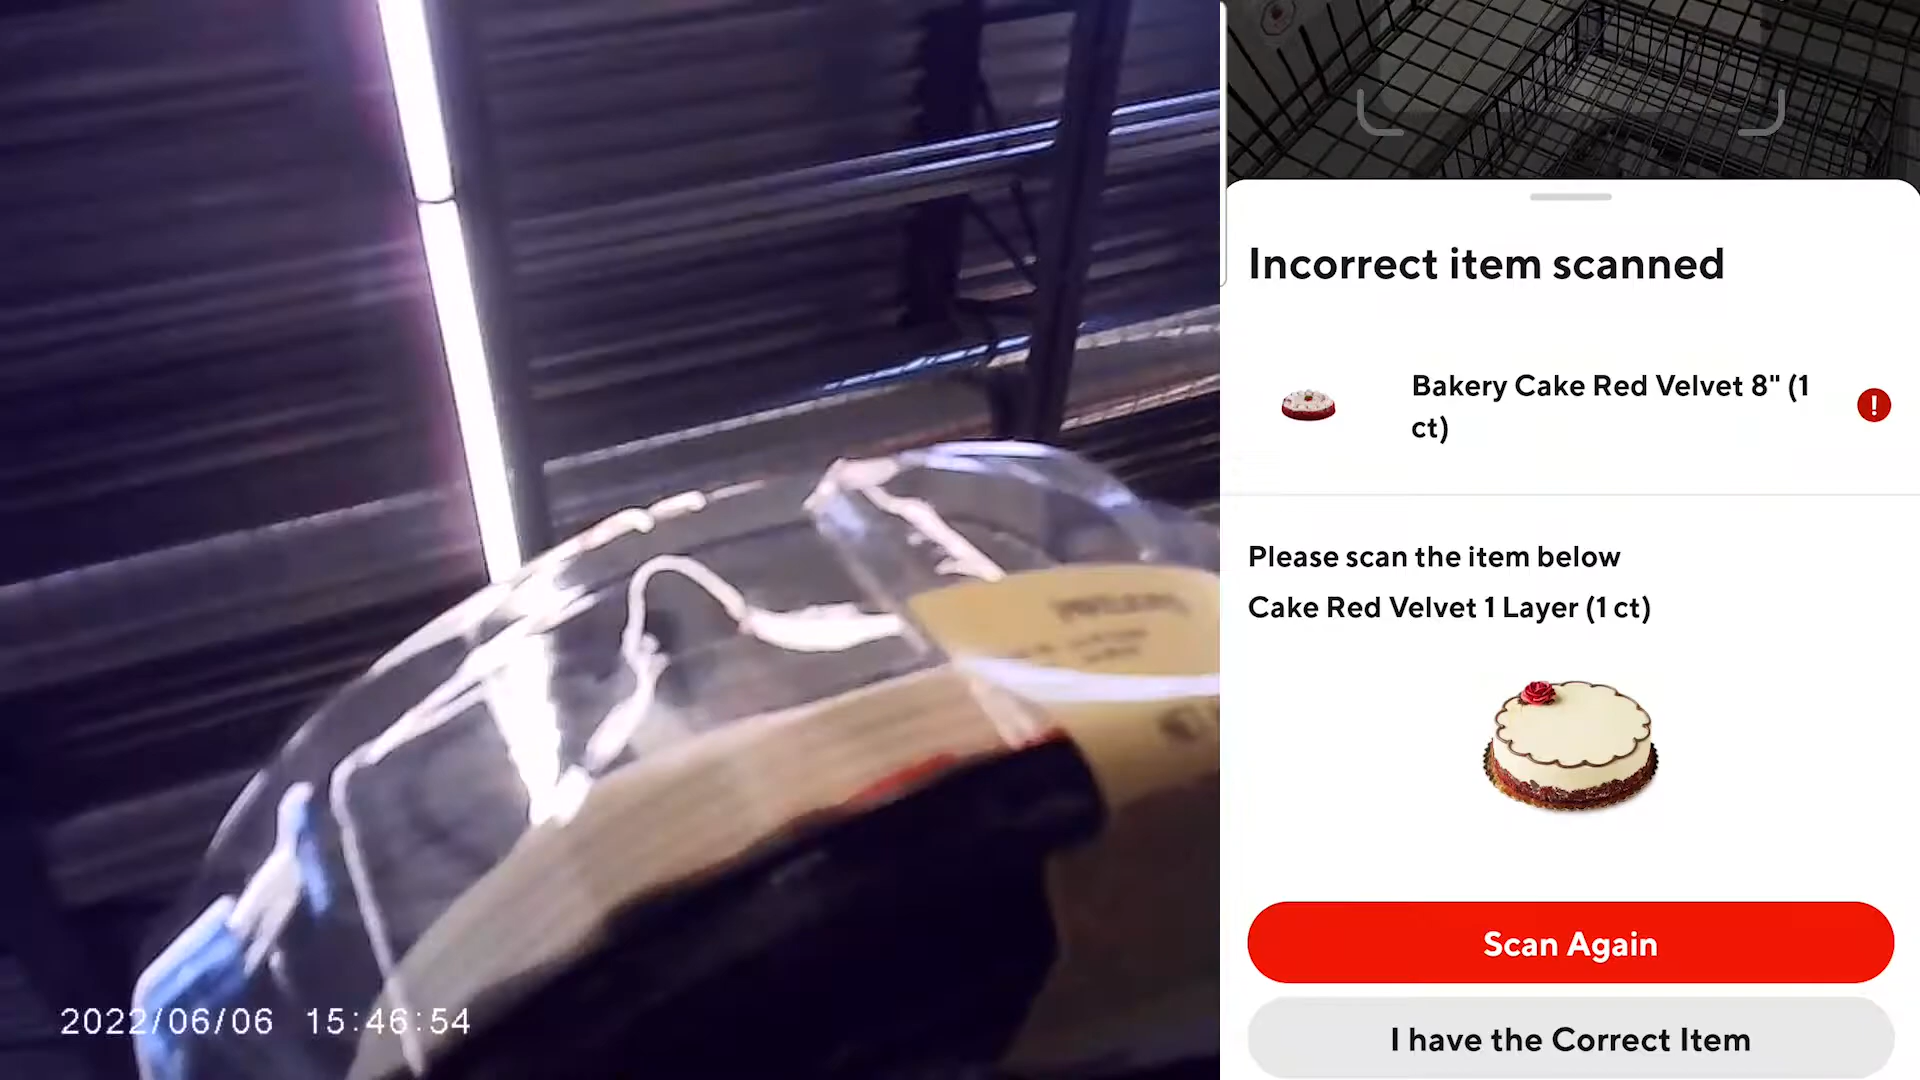 2022/06/06 15:46:54
Incorrect item scanned
Bakery Cake Red Velvet 8" (1
ct)
!
Please scan the item below
Cake Red Velvet 1 Layer (1 ct)
Scan Again
I have the Correct Item